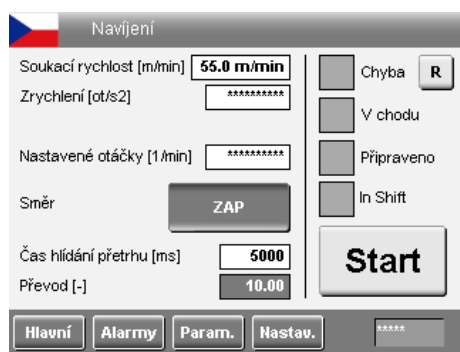 Navíjení
Soukací rychlost [m/min] 55.0 m/min
Zrychlení [ot/s2] **********
Nastavené otáčky [1/min] **********
Směr ZAP
Čas hlídání přetrhu [ms] 5000
Převod [-] 10.00
Chyba R
V chodu
Připraveno
In Shift
Start
Hlavní Alarmy Param. Nastav. *****